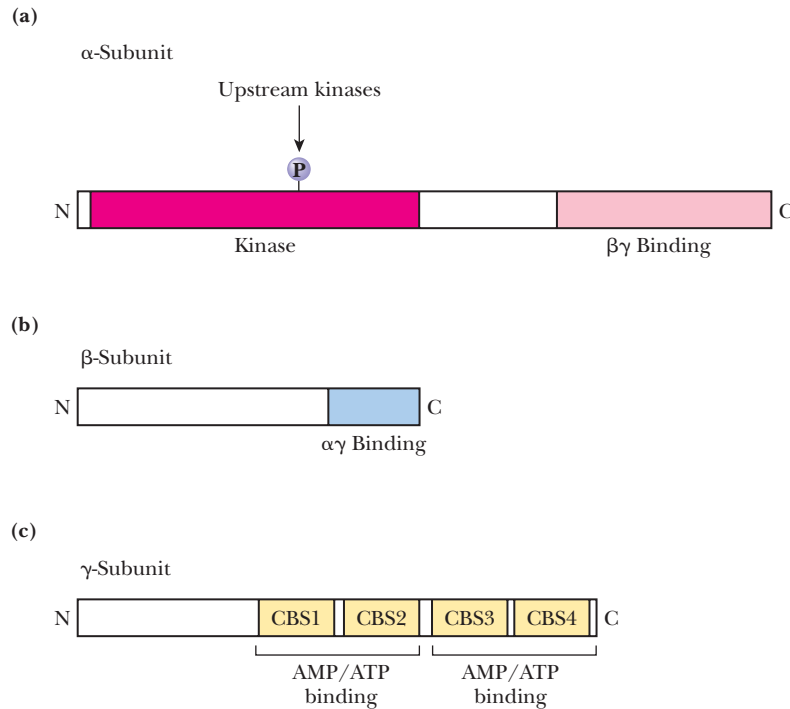 (a)
α-Subunit
Upstream kinases
P
N
C
Kinase
βγ Binding
(b)
β-Subunit
N
C
αγ Binding
(c)
γ-Subunit
N
CBS1
CBS2
CBS3
CBS4
C
AMP/ATP
binding
AMP/ATP
binding